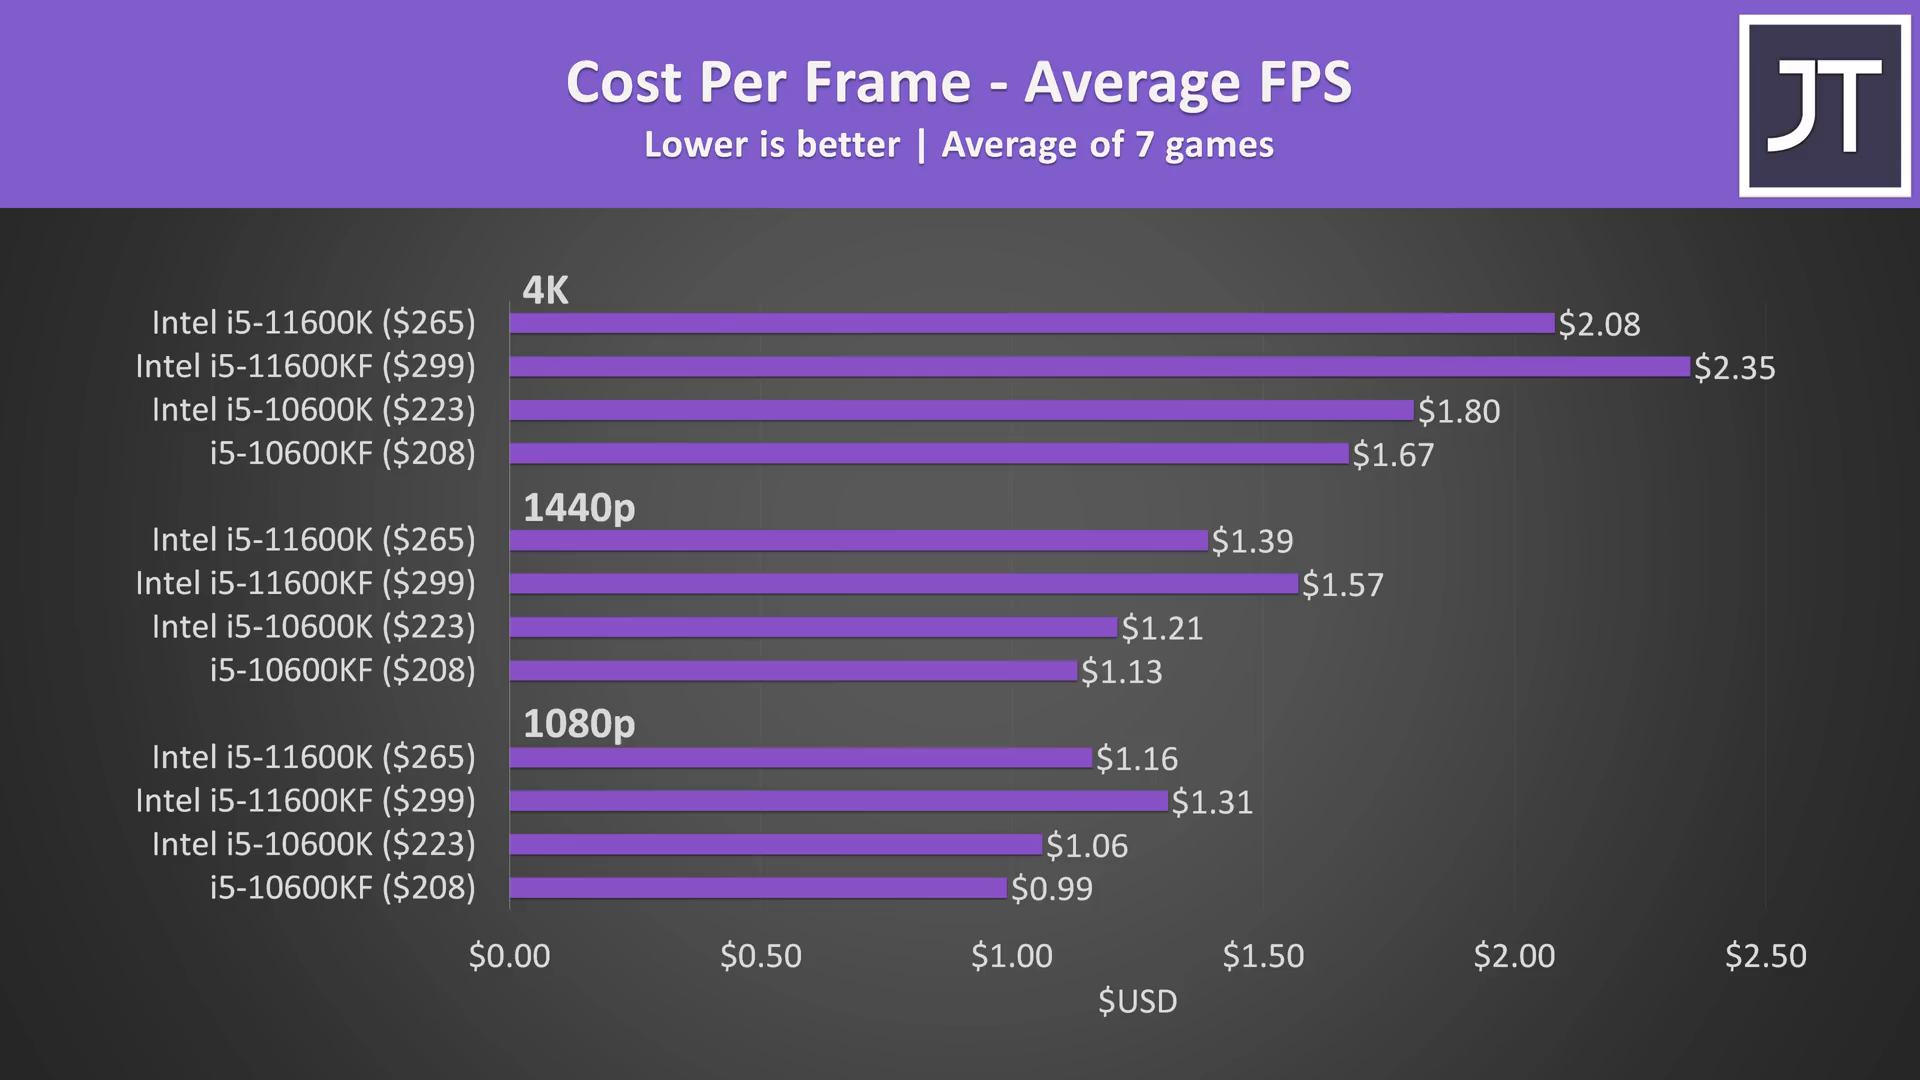 Cost Per Frame - Average FPS
Lower is better | Average of 7 games
JT
4K
Intel i5-11600K ($265) $2.08
Intel i5-11600KF ($299) $2.35
Intel i5-10600K ($223) $1.80
i5-10600KF ($208) $1.67
1440p
Intel i5-11600K ($265) $1.39
Intel i5-11600KF ($299) $1.57
Intel i5-10600K ($223) $1.21
i5-10600KF ($208) $1.13
1080p
Intel i5-11600K ($265) $1.16
Intel i5-11600KF ($299) $1.31
Intel i5-10600K ($223) $1.06
i5-10600KF ($208) $0.99
$0.00 $0.50 $1.00 $1.50 $2.00 $2.50
$USD